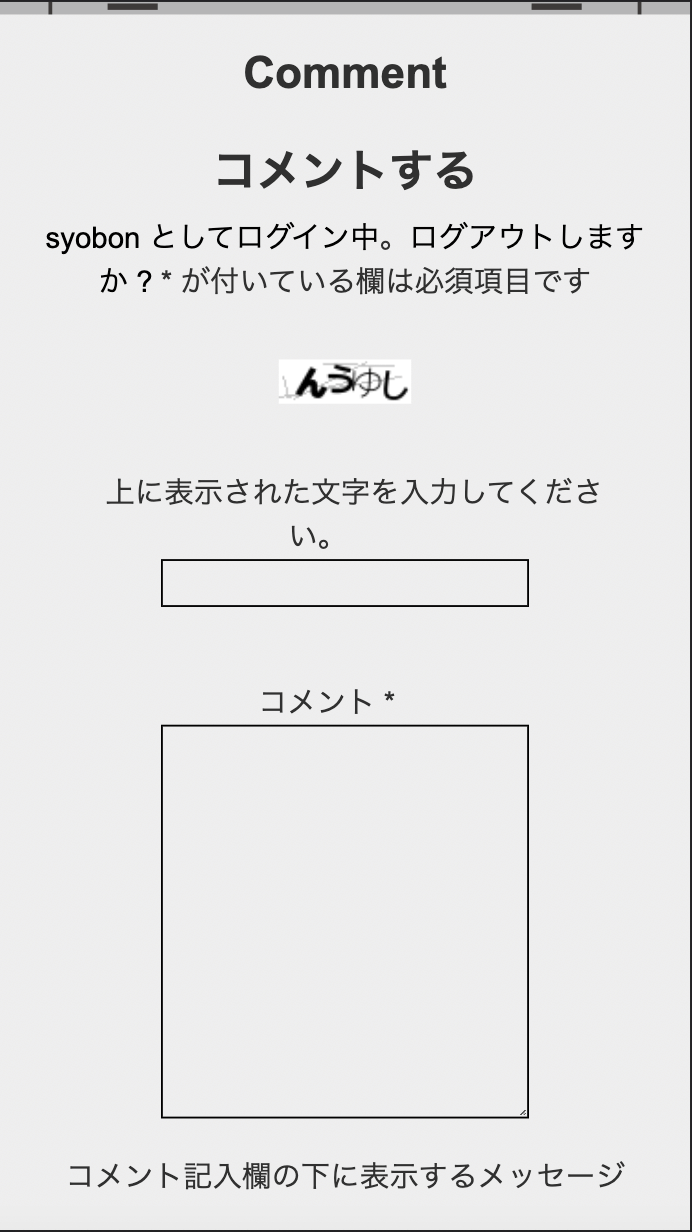 Comment
コメントする
syobon としてログイン中。ログアウトします
か ? * が付いている欄は必須項目です
んうゆし
上に表示された文字を入力してくださ
い。
コメント *
コメント記入欄の下に表示するメッセージ